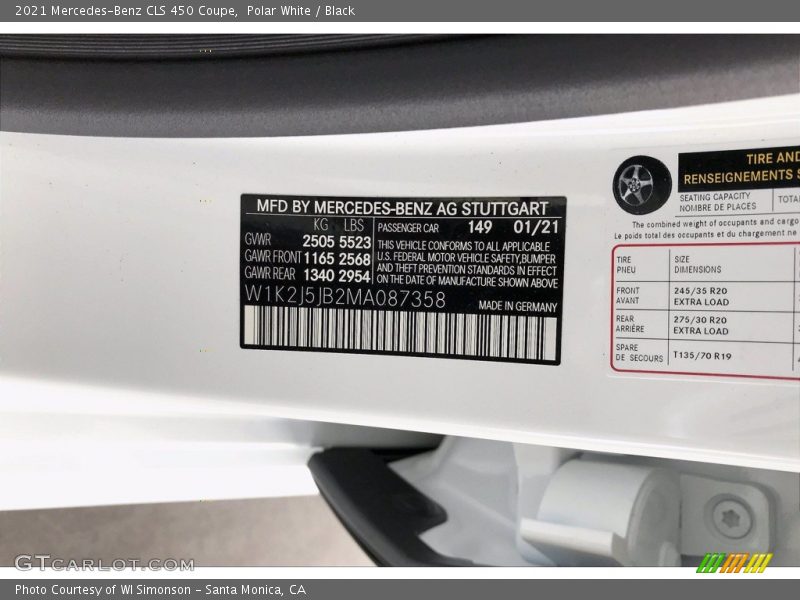 2021 Mercedes-Benz CLS 450 Coupe,  Polar White / Black
MFD BY MERCEDES-BENZ AG STUTTGART
KG LBS PASSENGER CAR 149 01/21
GVWR 2505 5523
GAWR FRONT 1165 2568
GAWR REAR 1340 2954
THIS VEHICLE CONFORMS TO ALL APPLICABLE
U.S. FEDERAL MOTOR VEHICLE SAFETY,BUMPER
AND THEFT PREVENTION STANDARDS IN EFFECT
ON THE DATE OF MANUFACTURE SHOWN ABOVE
W1K2J5JB2MA087358 MADE IN GERMANY
TIRE AND
RENSEIGNEMENTS S
SEATING CAPACITY
NOMBRE DE PLACES
TOTA
The combined weight of occupants and cargo
Le poids total des occupants et du chargement ne
TIRE SIZE
PNEU DIMENSIONS
FRONT 245/35 R20
AVANT EXTRA LOAD
REAR 275/30 R20
ARRIÈRE EXTRA LOAD
SPARE
DE SECOURS T135/70 R19
GTCARLOT.COM
Photo Courtesy of WI Simonson - Santa Monica, CA